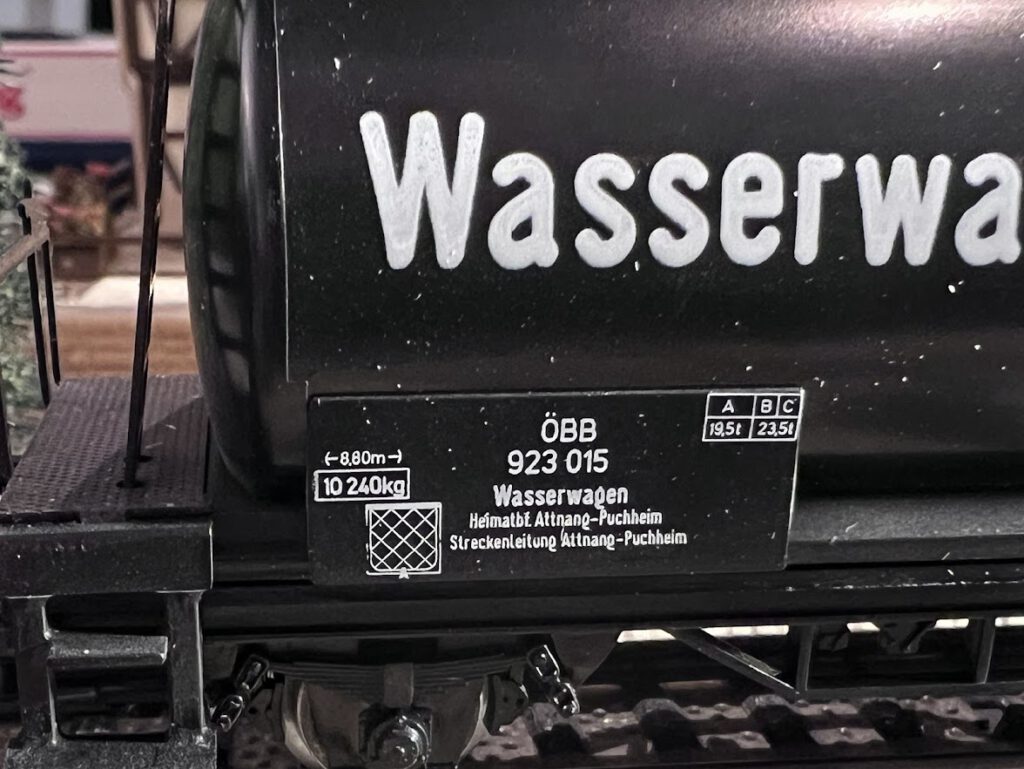 Wasserwa
ÖBB
923 015
A B C
19,5t 23,5t
(-8,80m-)
10 240kg
Wasserwagen
Heimatbf. Attnang-Puchheim
Streckenleitung Attnang-Puchheim